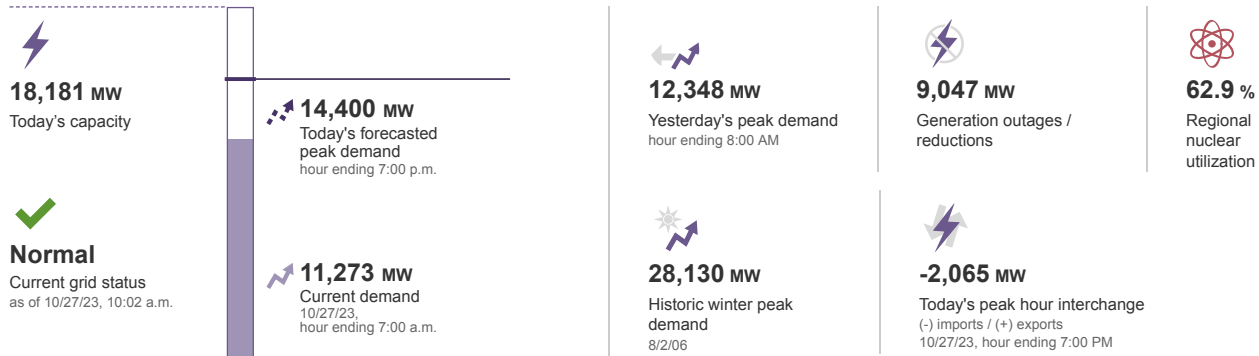 18,181 MW
Today's capacity
Normal
Current grid status
as of 10/27/23, 10:02 a.m.
14,400 MW
Today's forecasted
peak demand
hour ending 7:00 p.m.
11,273 MW
Current demand
10/27/23,
hour ending 7:00 a.m.
12,348 MW
Yesterday's peak demand
hour ending 8:00 AM
9,047 MW
Generation outages /
reductions
62.9 %
Regional
nuclear
utilization
28,130 MW
Historic winter peak
demand
8/2/06
-2,065 MW
Today's peak hour interchange
(-) imports / (+) exports
10/27/23, hour ending 7:00 PM